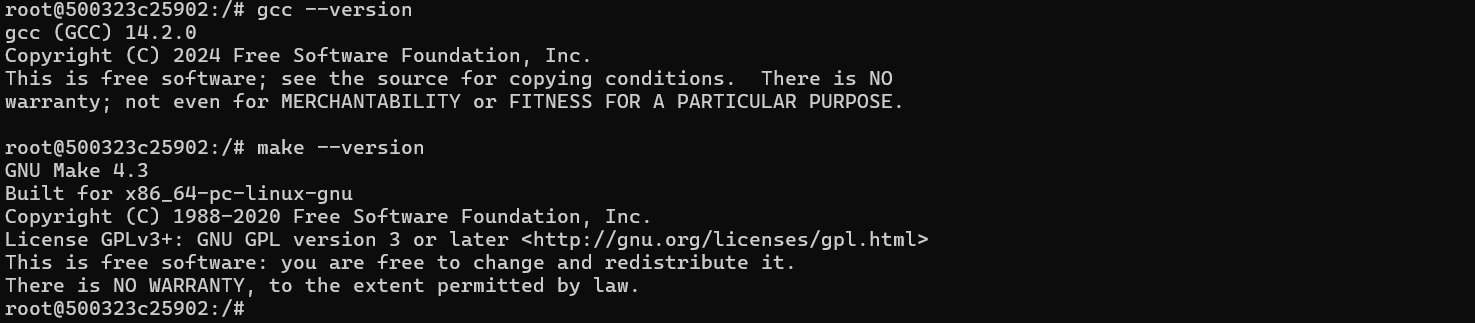 root@500323c25902:/# gcc --version
gcc (GCC) 14.2.0
Copyright (C) 2024 Free Software Foundation, Inc.
This is free software; see the source for copying conditions.  There is NO
warranty; not even for MERCHANTABILITY or FITNESS FOR A PARTICULAR PURPOSE.

root@500323c25902:/# make --version
GNU Make 4.3
Built for x86_64-pc-linux-gnu
Copyright (C) 1988-2020 Free Software Foundation, Inc.
License GPLv3+: GNU GPL version 3 or later <http://gnu.org/licenses/gpl.html>
This is free software: you are free to change and redistribute it.
There is NO WARRANTY, to the extent permitted by law.
root@500323c25902:/#